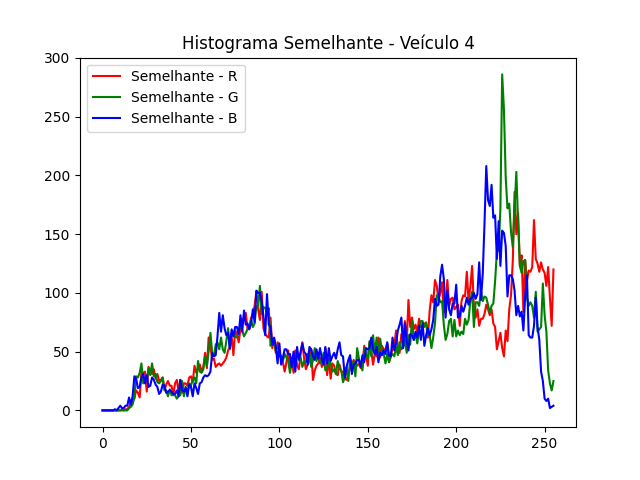 Histograma Semelhante - Veículo 4
300
250
200
150
100
50
0
Semelhante - R
Semelhante - G
Semelhante - B
0 50 100 150 200 250